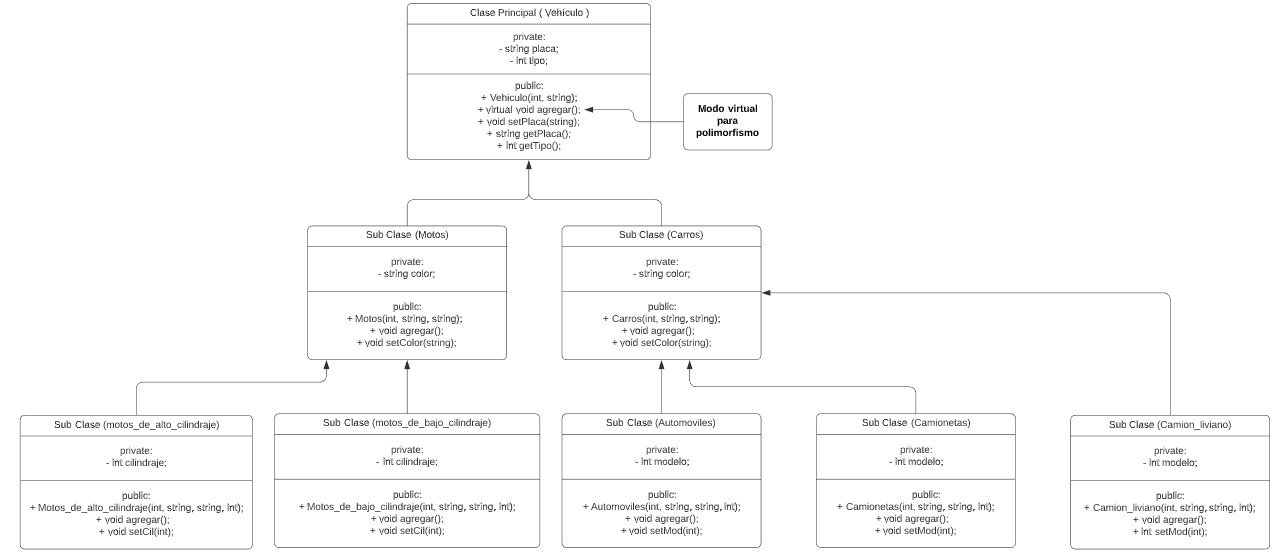 Clase Principal ( Vehículo )
private:
- string placa;
- int tipo;
public:
+ Vehiculo(int, string);
+ virtual void agregar();
+ void setPlaca(string);
+ string getPlaca();
+ int getTipo();
Modo virtual
para
polimorfismo
Sub Clase (Motos)
private:
- string color;
public:
+ Motos(int, string, string);
+ void agregar();
+ void setColor(string);
Sub Clase (Carros)
private:
- string color;
public:
+ Carros(int, string, string);
+ void agregar();
+ void setColor(string);
Sub Clase (motos_de_alto_cilindraje)
private:
- int cilindraje;
public:
+ Motos_de_alto_cilindraje(int, string, string, int);
+ void agregar();
+ void setCil(int);
Sub Clase (motos_de_bajo_cilindraje)
private:
- int cilindraje;
public:
+ Motos_de_bajo_cilindraje(int, string, string, int);
+ void agregar();
+ void setCil(int);
Sub Clase (Automoviles)
private:
- int modelo;
public:
+ Automoviles(int, string, string, int);
+ void agregar();
+ void setMod(int);
Sub Clase (Camionetas)
private:
- int modelo;
public:
+ Camionetas(int, string, string, int);
+ void agregar();
+ void setMod(int);
Sub Clase (Camion_liviano)
private:
- int modelo;
public:
+ Camion_liviano(int, string, string, int);
+ void agregar();
+ int setMod(int);